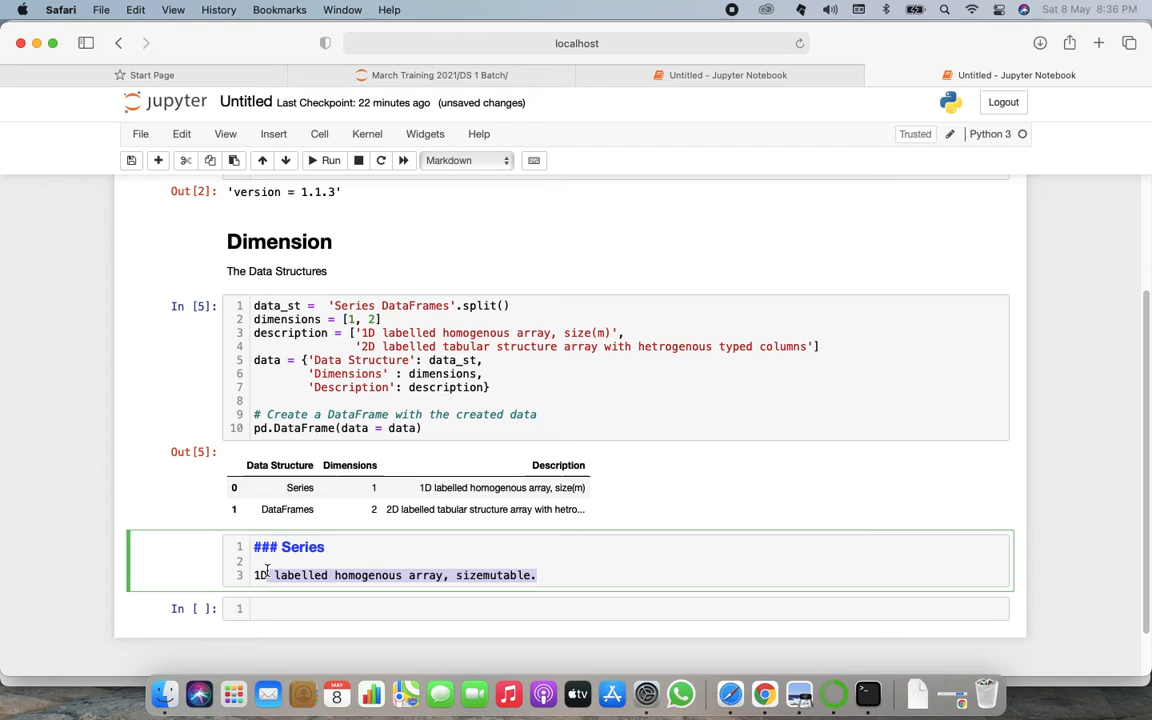 Safari File Edit View History Bookmarks Window Help Sat 8 May 8:36 PM
localhost
Start Page March Training 2021/DS 1 Batch/ Untitled - Jupyter Notebook Untitled - Jupyter Notebook
jupyter Untitled Last Checkpoint: 22 minutes ago (unsaved changes) Logout
File Edit View Insert Cell Kernel Widgets Help Trusted Python 3
Run Markdown
Out[2]: 'version = 1.1.3'
Dimension
The Data Structures
In [5]: 1 data_st = 'Series DataFrames'.split()
2 dimensions = [1, 2]
3 description = ['1D labelled homogenous array, size(m)',
4 '2D labelled tabular structure array with hetrogenous typed columns']
5 data = {'Data Structure': data_st,
6 'Dimensions' : dimensions,
7 'Description': description}
8
9 # Create a DataFrame with the created data
10 pd.DataFrame(data = data)
Out[5]:
Data Structure Dimensions Description
0 Series 1 1D labelled homogenous array, size(m)
1 DataFrames 2 2D labelled tabular structure array with hetro...
1 ### Series
2
3 1D labelled homogenous array, sizemutable.
In [ ]: 1
MAY
8
tv